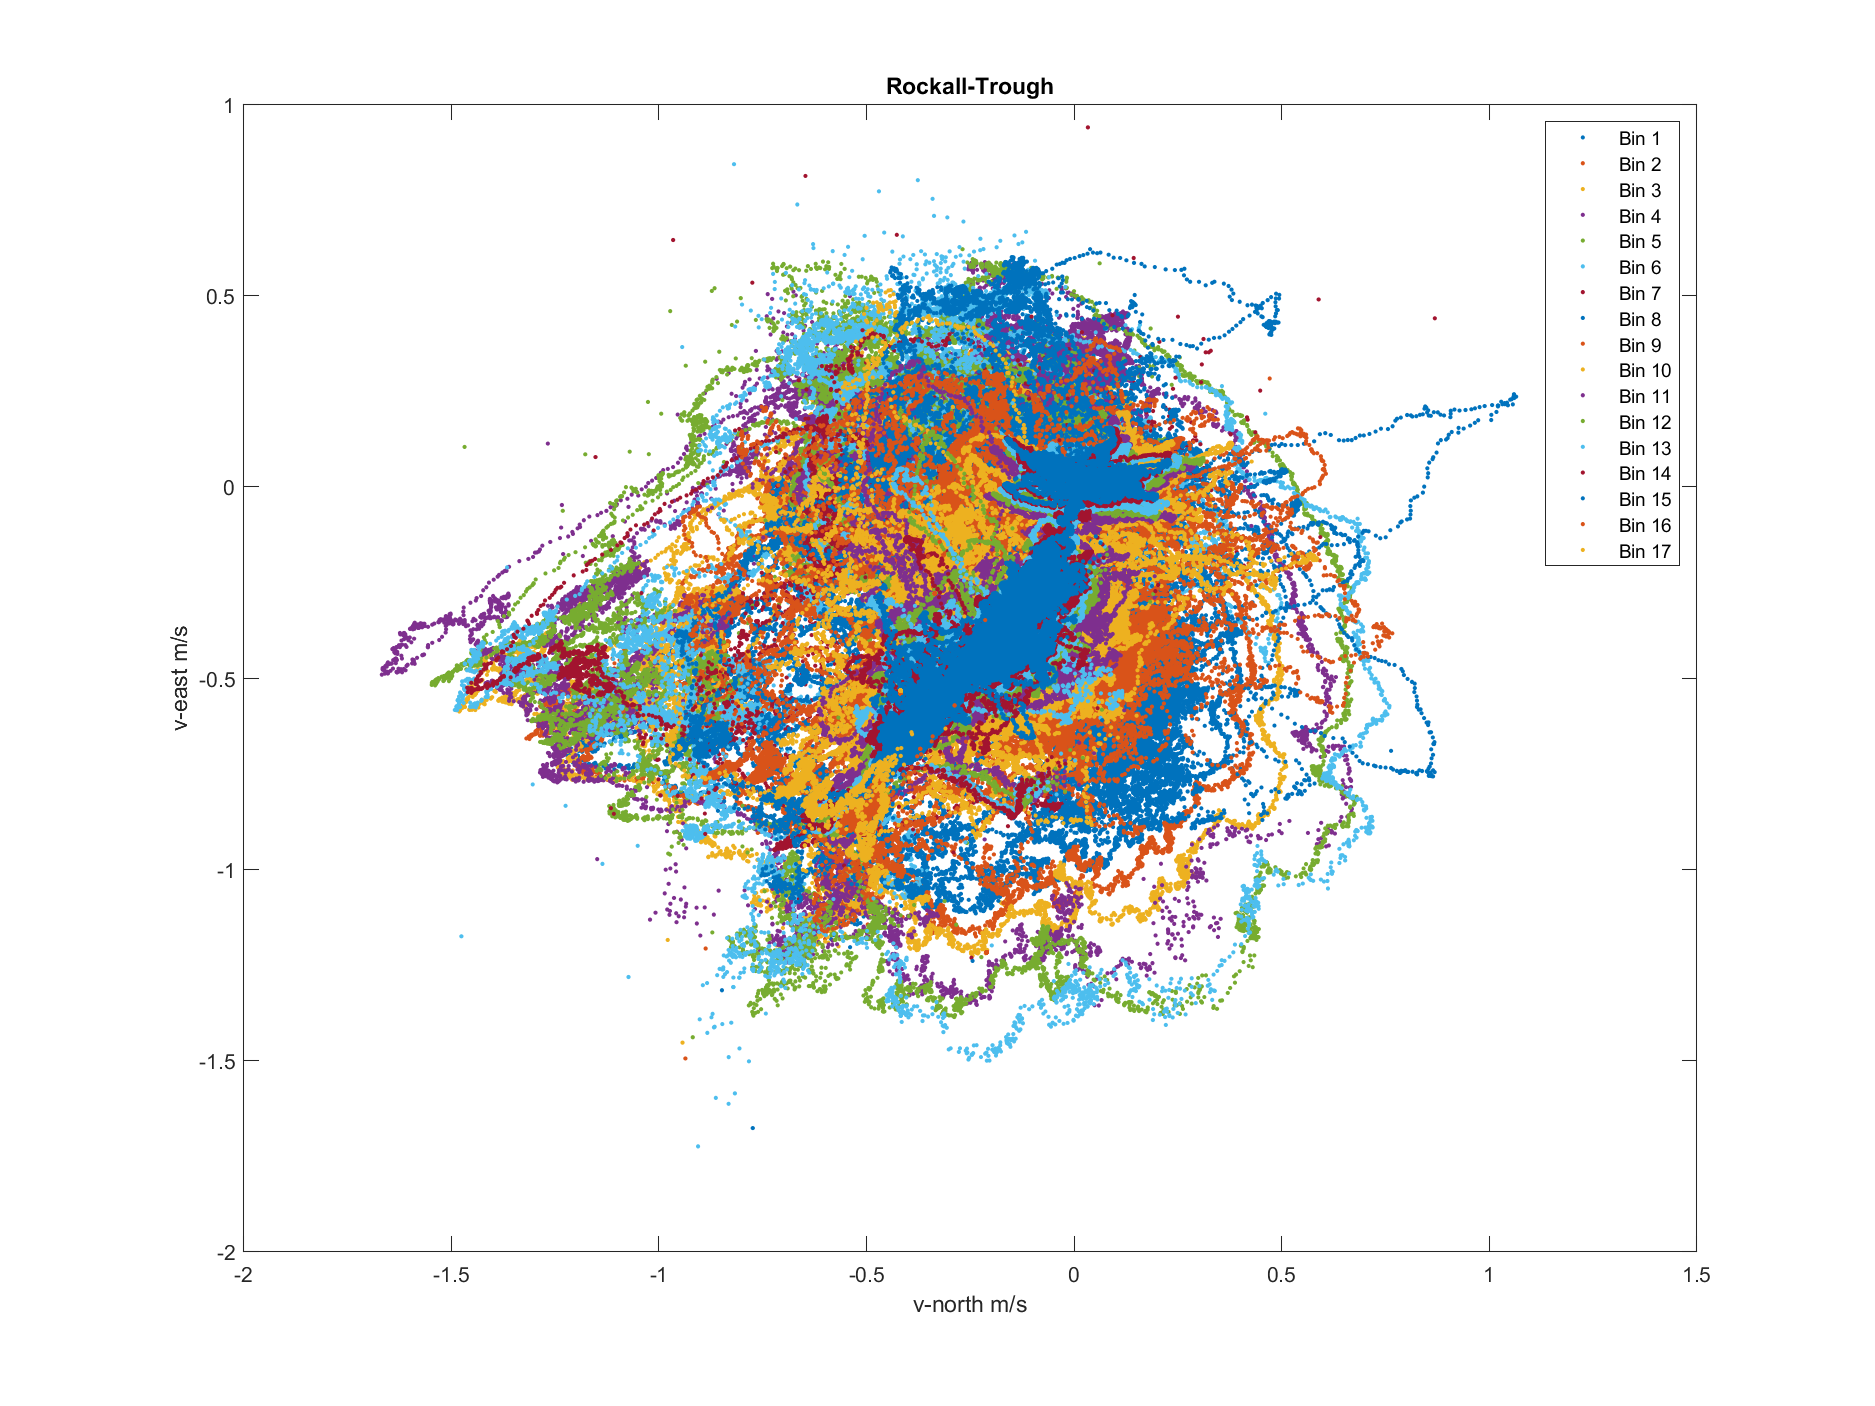 Rockall-Trough
1
0.5
0
-0.5
-1
-1.5
-2
v-east m/s
-2
-1.5
-1
-0.5
0
0.5
1
1.5
v-north m/s
Bin 1
Bin 2
Bin 3
Bin 4
Bin 5
Bin 6
Bin 7
Bin 8
Bin 9
Bin 10
Bin 11
Bin 12
Bin 13
Bin 14
Bin 15
Bin 16
Bin 17